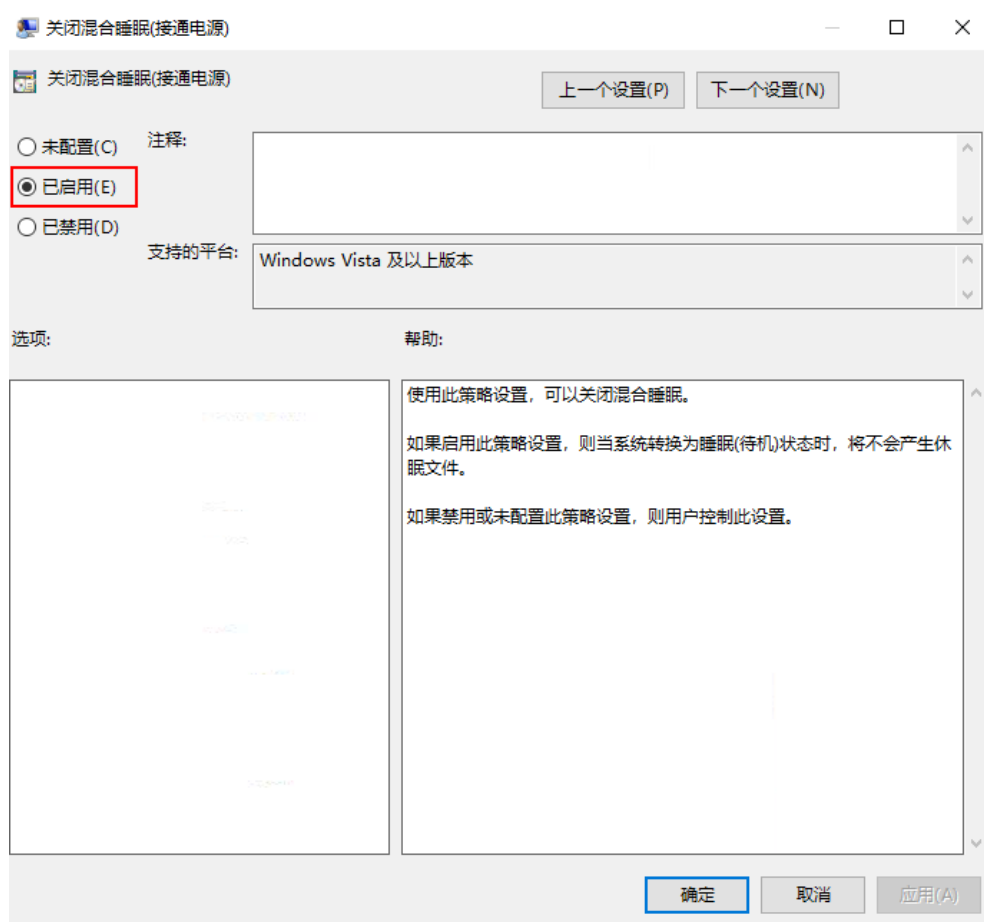 关闭混合睡眠(接通电源)
关闭混合睡眠(接通电源)
上一个设置(P)
下一个设置(N)
未配置(C)
注释:
已启用(E)
已禁用(D)
支持的平台:
Windows Vista 及以上版本
选项:
帮助:
使用此策略设置，可以关闭混合睡眠。
如果启用此策略设置，则当系统转换为睡眠(待机)状态时，将不会产生休
眠文件。
如果禁用或未配置此策略设置，则用户控制此设置。
确定
取消
应用(A)